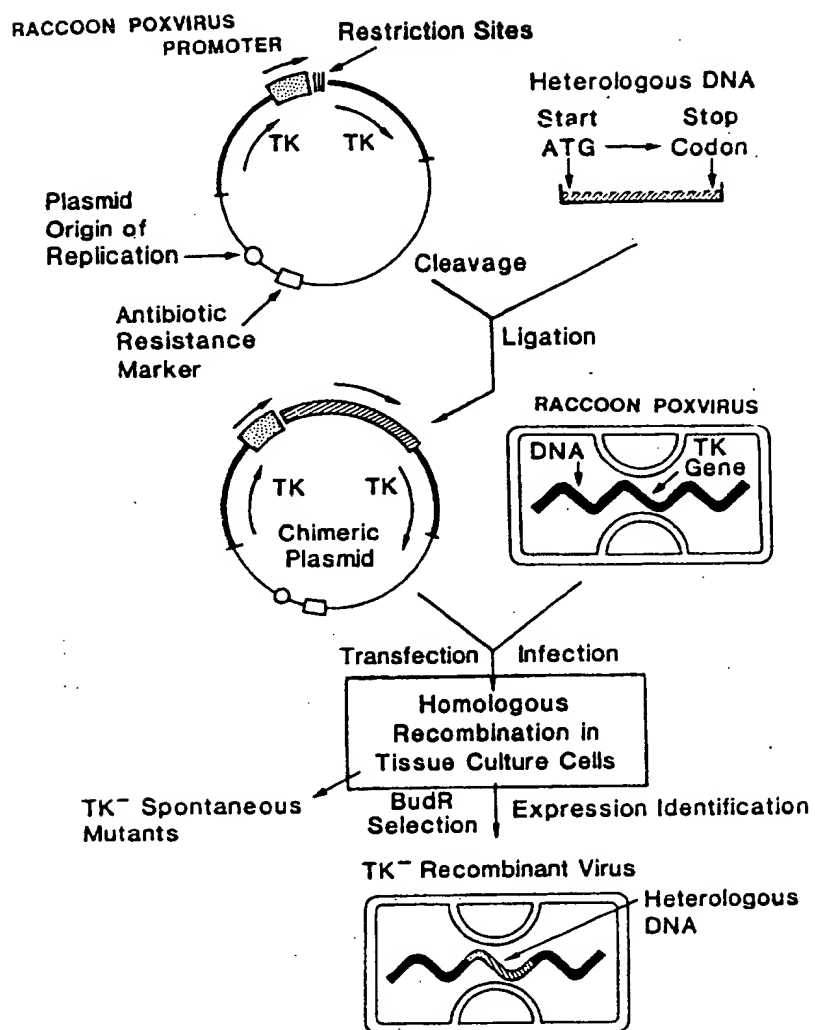 RACCOON POXVIRUS
PROMOTER
Restriction Sites
TK TK
Plasmid
Origin of
Replication
Antibiotic
Resistance
Marker
Heterologous DNA
Start Stop
ATG Codon
Cleavage
Ligation
TK TK
Chimeric
Plasmid
RACCOON POXVIRUS
DNA TK
Gene
Transfection Infection
Homologous
Recombination in
Tissue Culture Cells
TK⁻ Spontaneous
Mutants
BudR
Selection
Expression Identification
TK⁻ Recombinant Virus
Heterologous
DNA